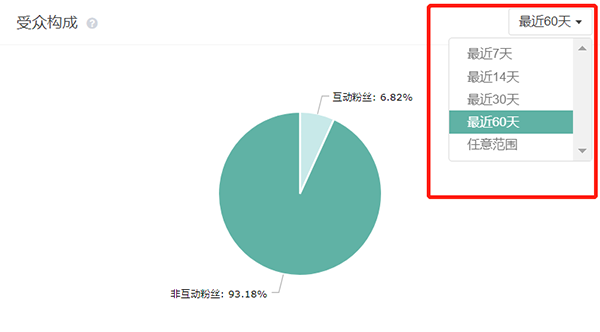 受众构成 ?
最近60天
最近7天
最近14天
最近30天
最近60天
任意范围
互动粉丝: 6.82%
非互动粉丝: 93.18%